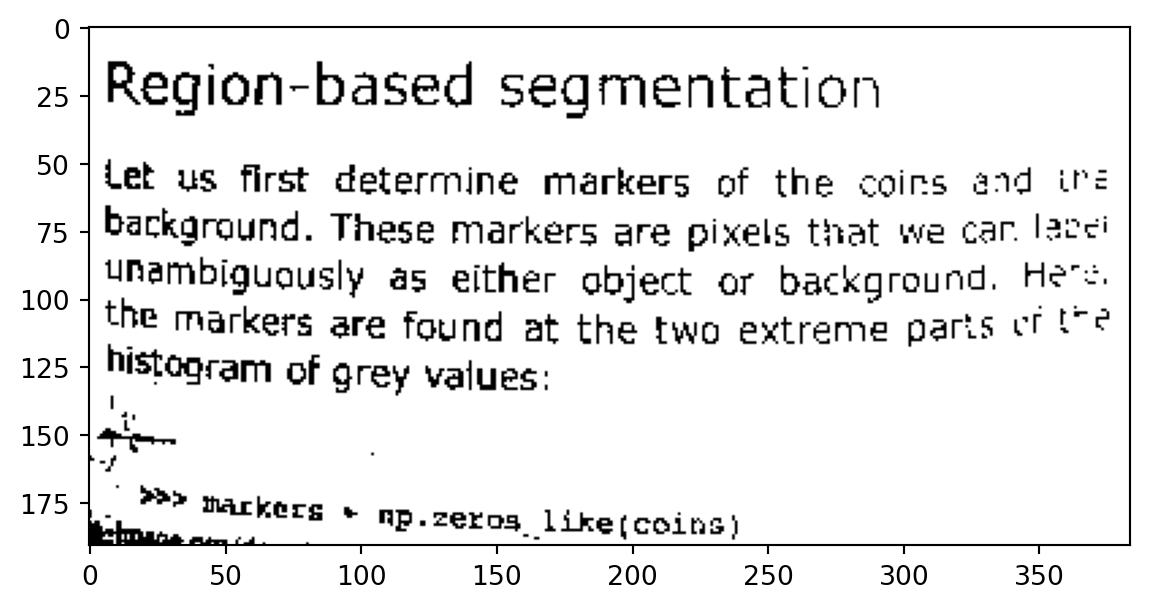 0
25
50
75
100
125
150
175
Region-based segmentation
Let us first determine markers of the coins and the
background. These markers are pixels that we can label
unambiguously as either object or background. Here,
the markers are found at the two extreme parts of the
histogram of grey values:
>>> markers = np.zeros_like(coins)
0 50 100 150 200 250 300 350